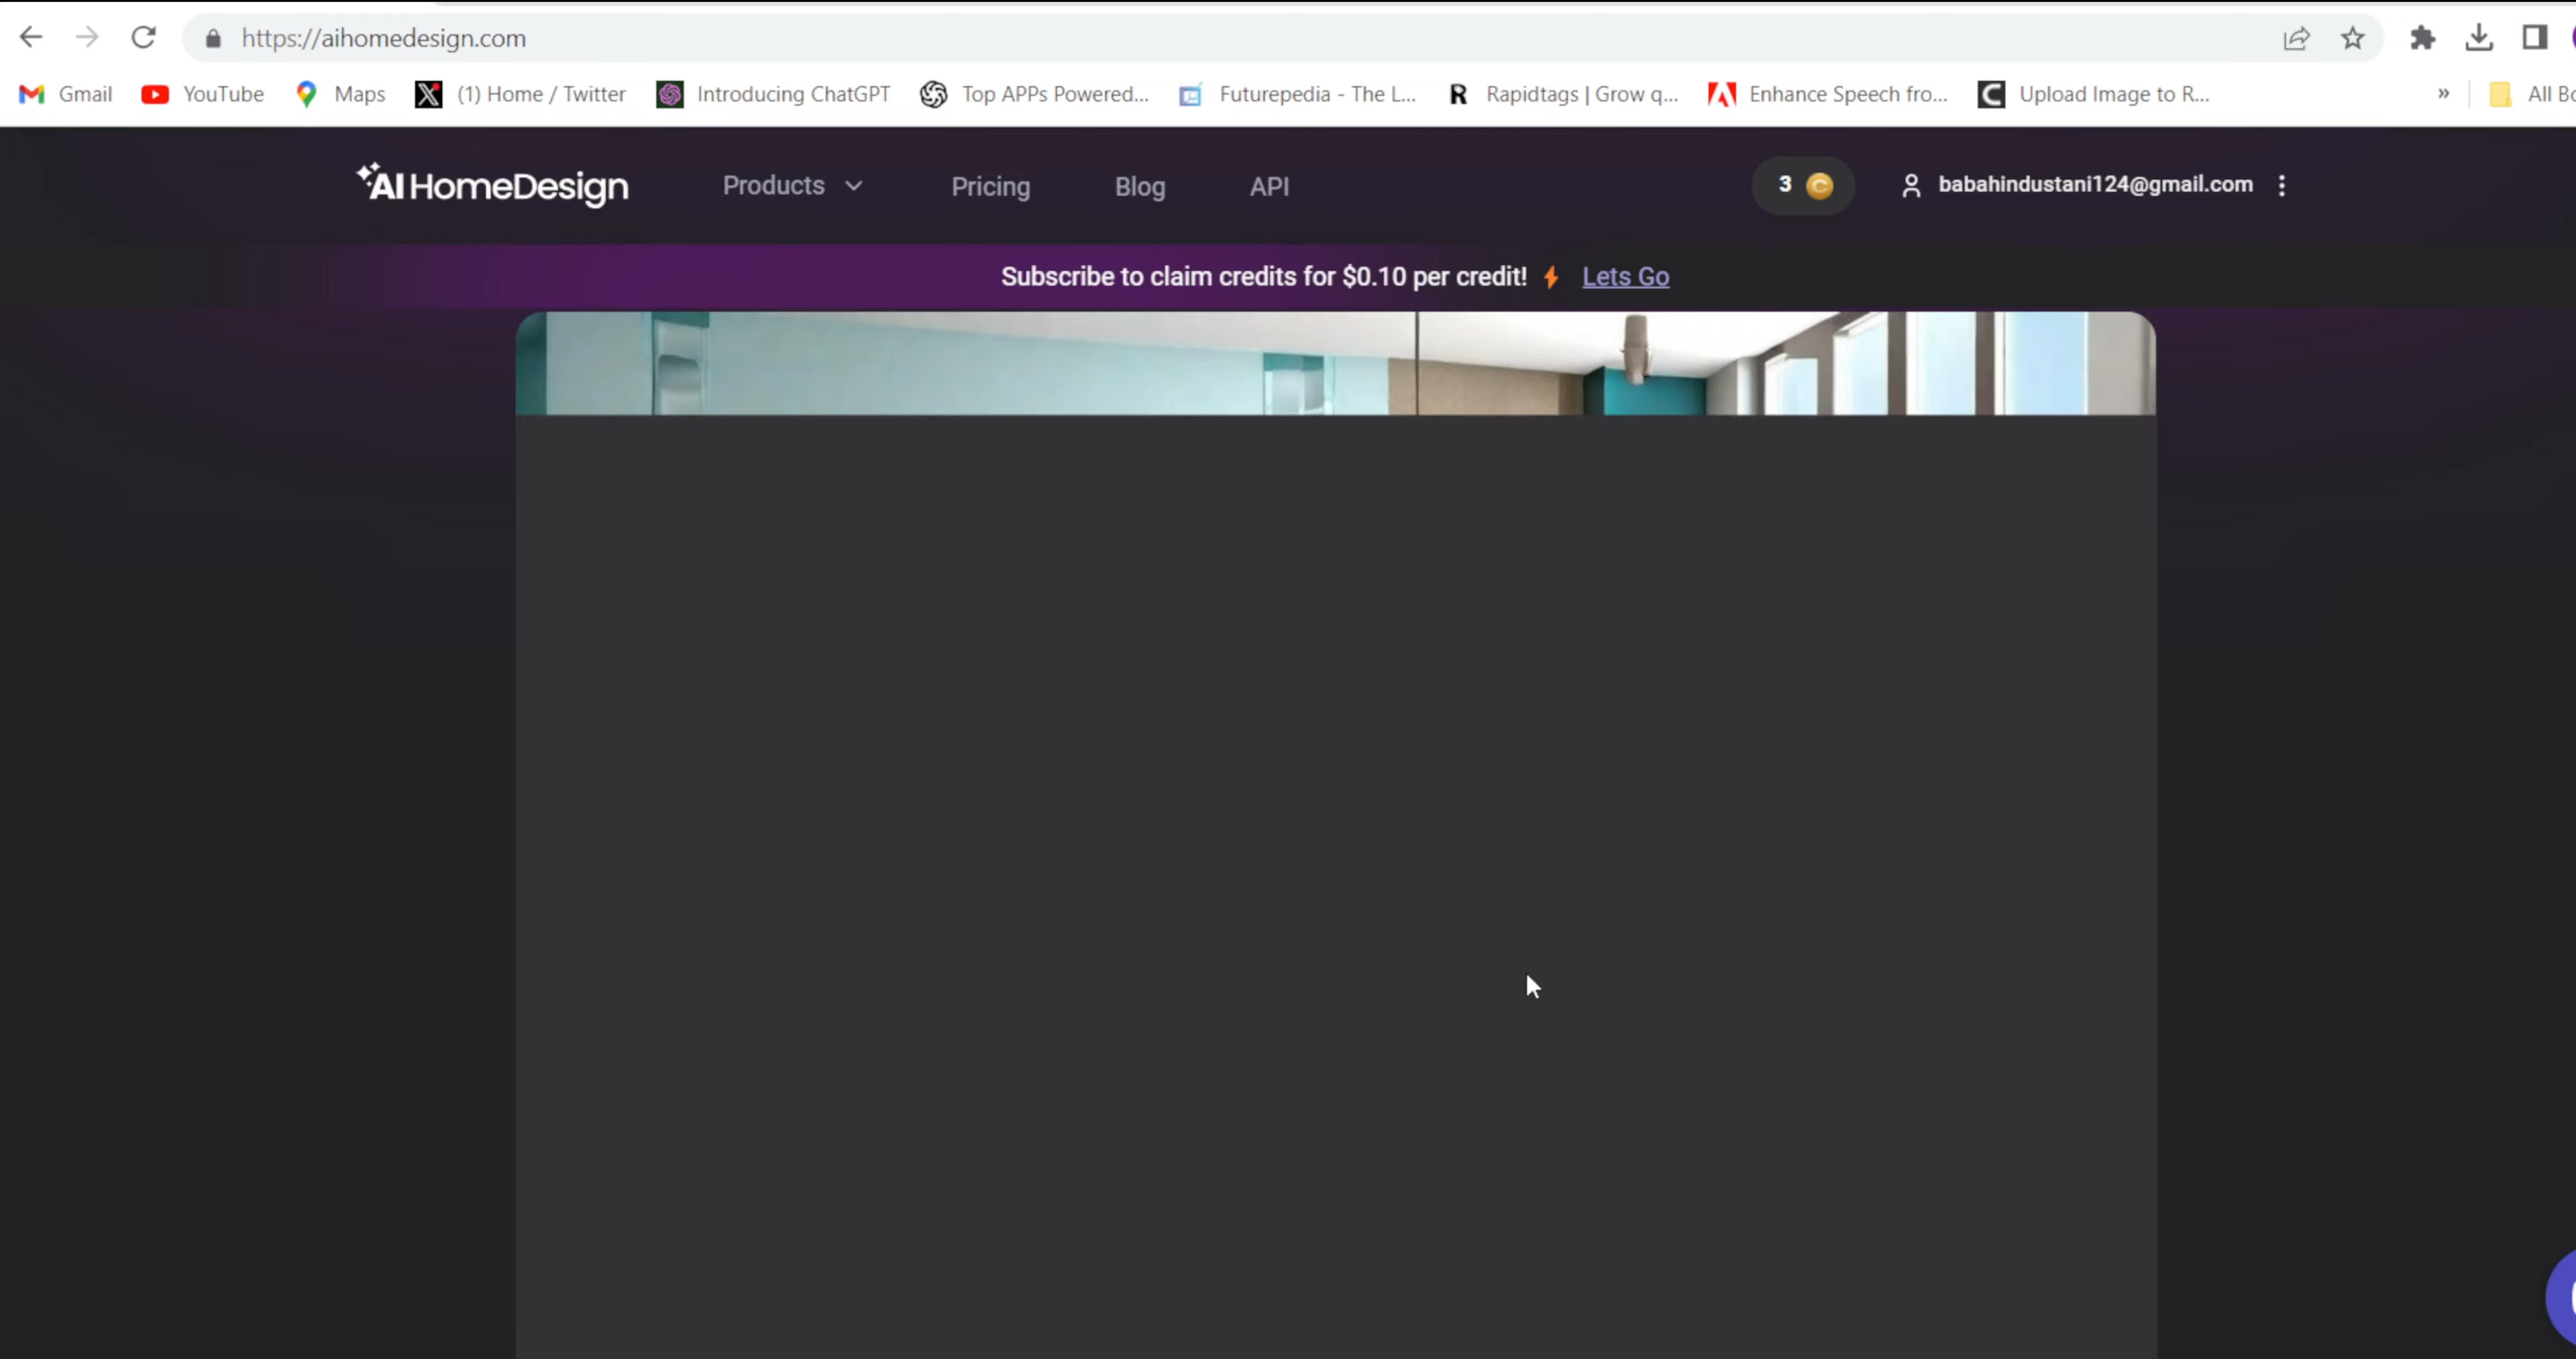 https://aihomedesign.com
Gmail YouTube Maps (1) Home / Twitter Introducing ChatGPT Top APPs Powered... Futurepedia - The L... Rapidtags | Grow q... Enhance Speech fro... Upload Image to R... » All Bo
AI HomeDesign Products Pricing Blog API 3 babahindustani124@gmail.com
Subscribe to claim credits for $0.10 per credit! Lets Go